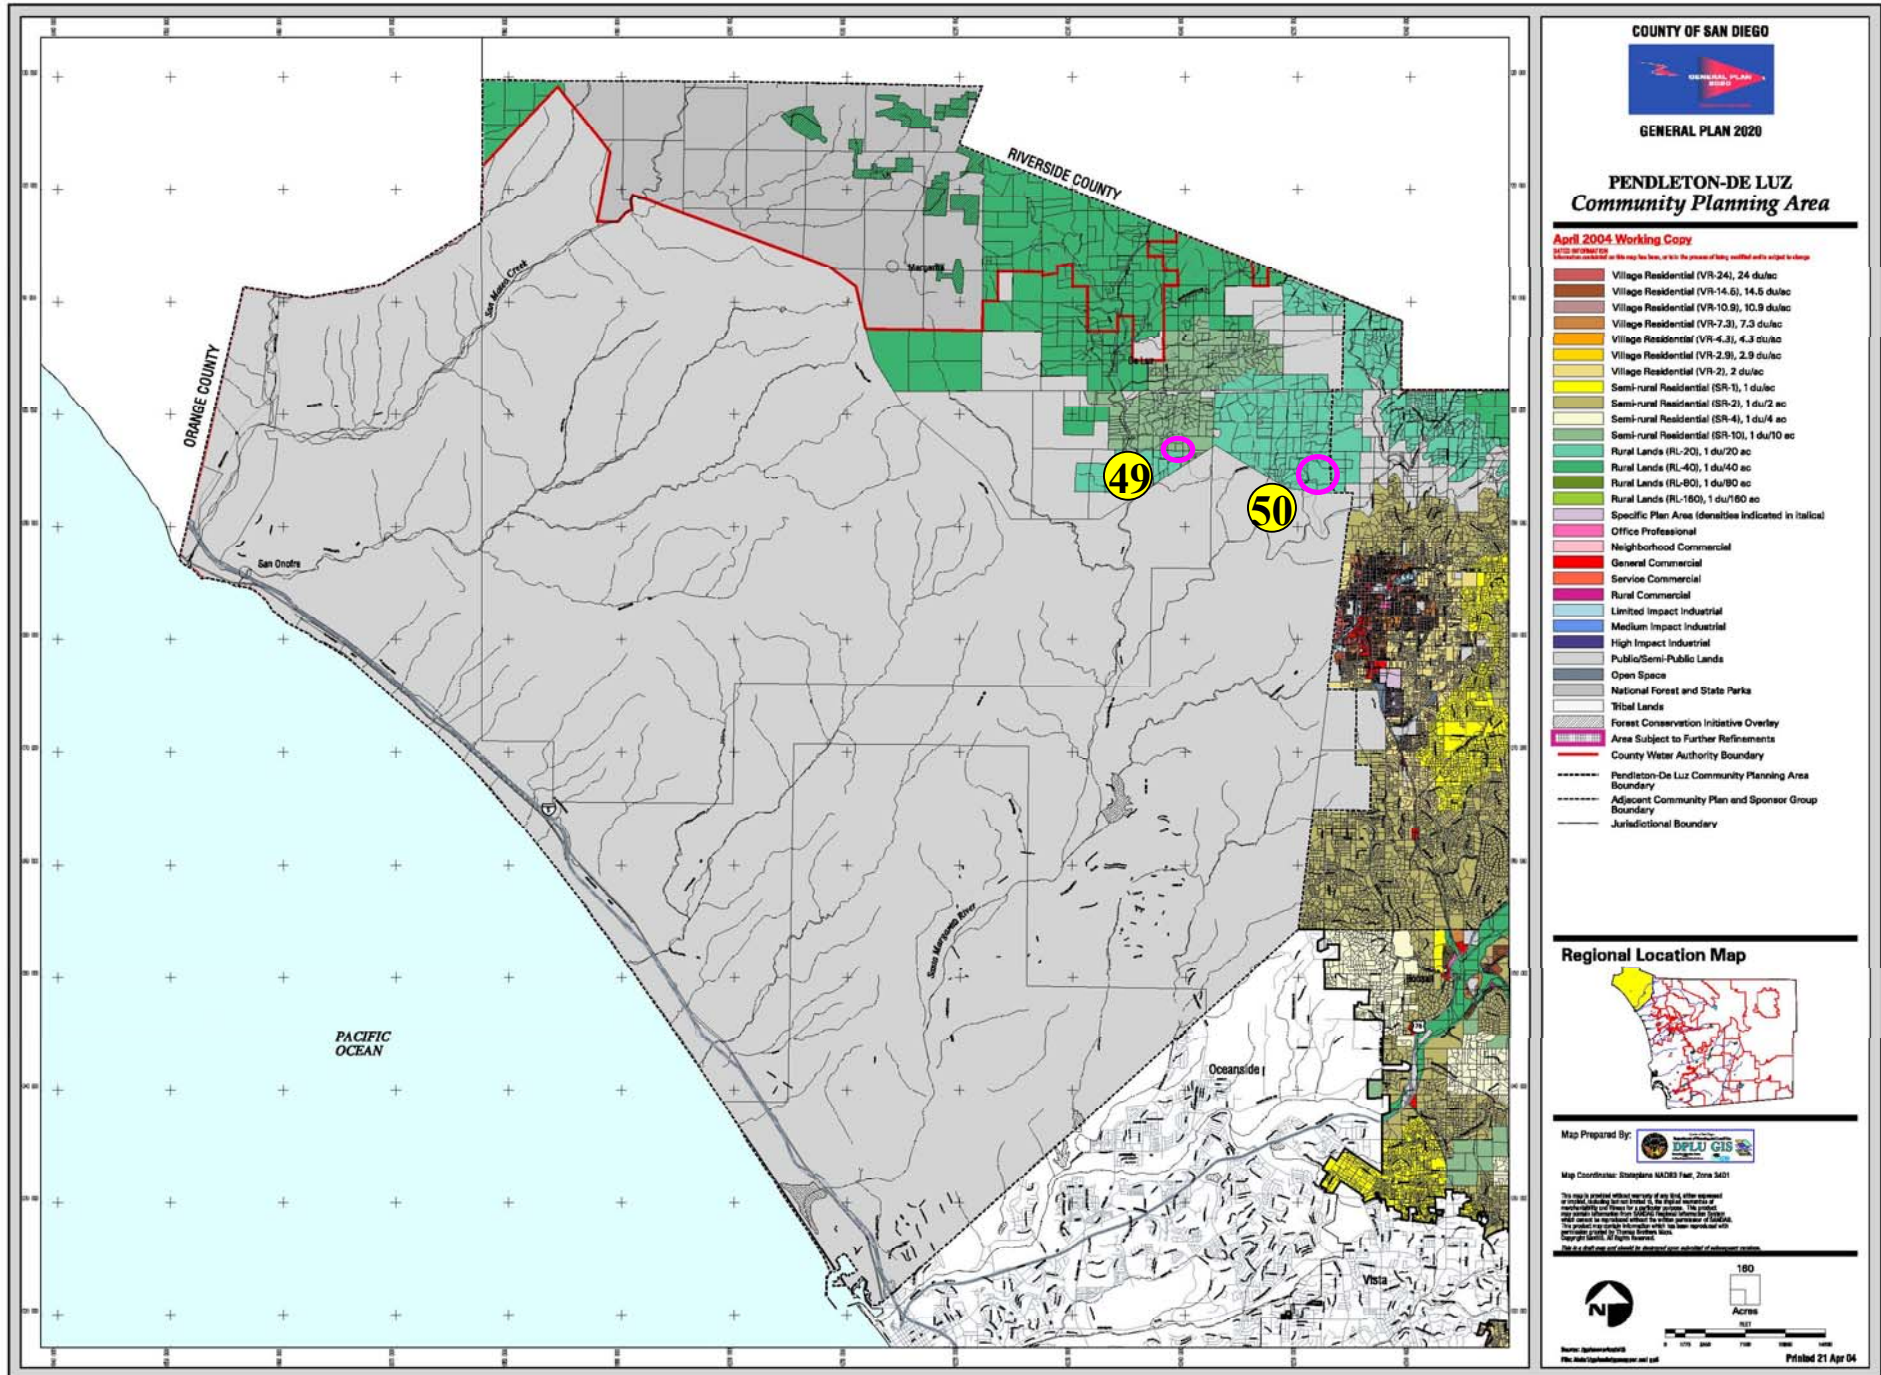 COUNTY OF SAN DIEGO
GENERAL PLAN
2020
GENERAL PLAN 2020
PENDLETON-DE LUZ
Community Planning Area
April 2004 Working Copy
Village Residential (VR-24), 24 du/ac
Village Residential (VR-14.5), 14.5 du/ac
Village Residential (VR-10.9), 10.9 du/ac
Village Residential (VR-7.3), 7.3 du/ac
Village Residential (VR-4.3), 4.3 du/ac
Village Residential (VR-2.9), 2.9 du/ac
Village Residential (VR-2), 2 du/ac
Semi-rural Residential (SR-1), 1 du/ac
Semi-rural Residential (SR-2), 1 du/2 ac
Semi-rural Residential (SR-4), 1 du/4 ac
Semi-rural Residential (SR-10), 1 du/10 ac
Rural Lands (RL-20), 1 du/20 ac
Rural Lands (RL-40), 1 du/40 ac
Rural Lands (RL-80), 1 du/80 ac
Rural Lands (RL-160), 1 du/160 ac
Specific Plan Area (densities indicated in italics)
Office Professional
Neighborhood Commercial
General Commercial
Service Commercial
Rural Commercial
Limited Impact Industrial
Medium Impact Industrial
High Impact Industrial
Public/Semi-Public Lands
Open Space
National Forest and State Parks
Tribal Lands
Forest Conservation Initiative Overlay
Area Subject to Further Refinements
County Water Authority Boundary
Pendleton-De Luz Community Planning Area
Boundary
Adjacent Community Plan and Sponsor Group
Boundary
Jurisdictional Boundary
Regional Location Map
Map Prepared By:
DPLU GIS
Map Coordinates: Stateplane NAD83 Feet, Zone 3401
160
Acres
FEET
N
Printed 21 Apr 04
RIVERSIDE COUNTY
ORANGE COUNTY
San Mateo Creek
Margarita
De Luz
49
50
San Onofre
5
Santa Margarita River
PACIFIC
OCEAN
Bonsall
76
Oceanside
Vista